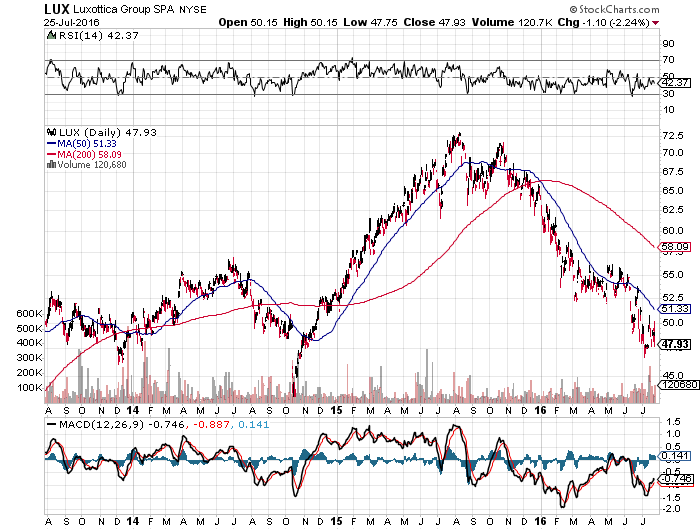 LUX Luxottica Group SPA NYSE © StockCharts.com
25-Jul-2016 Open 50.15 High 50.15 Low 47.75 Close 47.93 Volume 120.7K Chg -1.10 (-2.24%)
RSI(14) 42.37
90
70
50
42.37
30
10
LUX (Daily) 47.93
MA(50) 51.33
MA(200) 58.09
Volume 120,680
72.5
70.0
67.5
65.0
62.5
60.0
58.09
55.0
52.5
51.33
50.0
47.93
45.0
600K
500K
400K
300K
200K
100K
120680
A S O N D 14 F M A M J J A S O N D 15 F M A M J J A S O N D 16 F M A M J J
MACD(12,26,9) -0.746, -0.887, 0.141
1.5
1.0
0.5
0.141
-0.5
-0.746
-1.5
-2.0
A S O N D 14 F M A M J J A S O N D 15 F M A M J J A S O N D 16 F M A M J J